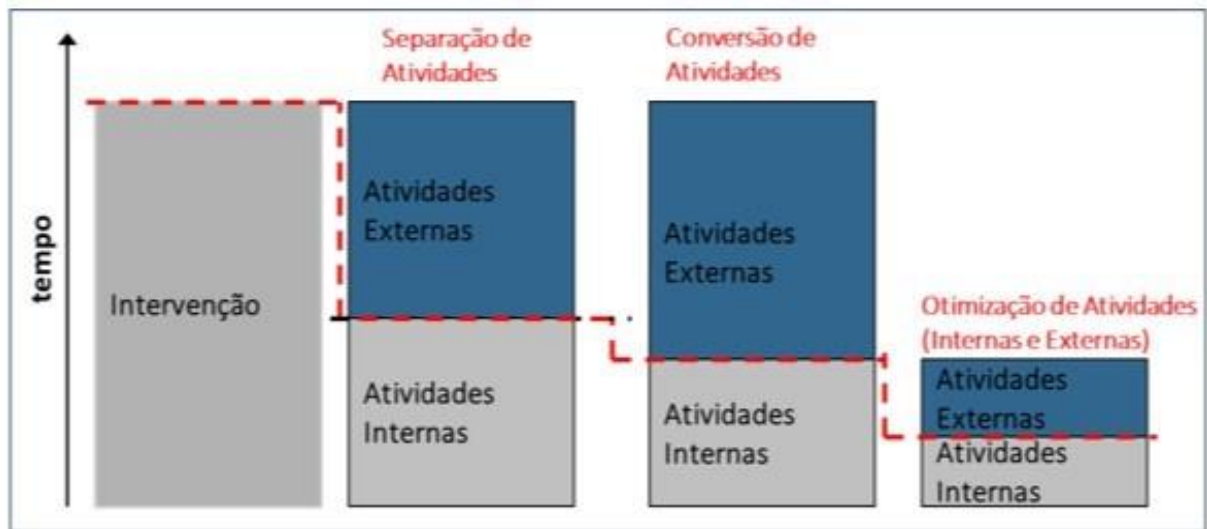 Separação de
Atividades
Conversão de
Atividades
tempo
Intervenção
Atividades
Externas
Atividades
Internas
Atividades
Externas
Atividades
Internas
Otimização de Atividades
(Internas e Externas)
Atividades
Externas
Atividades
Internas